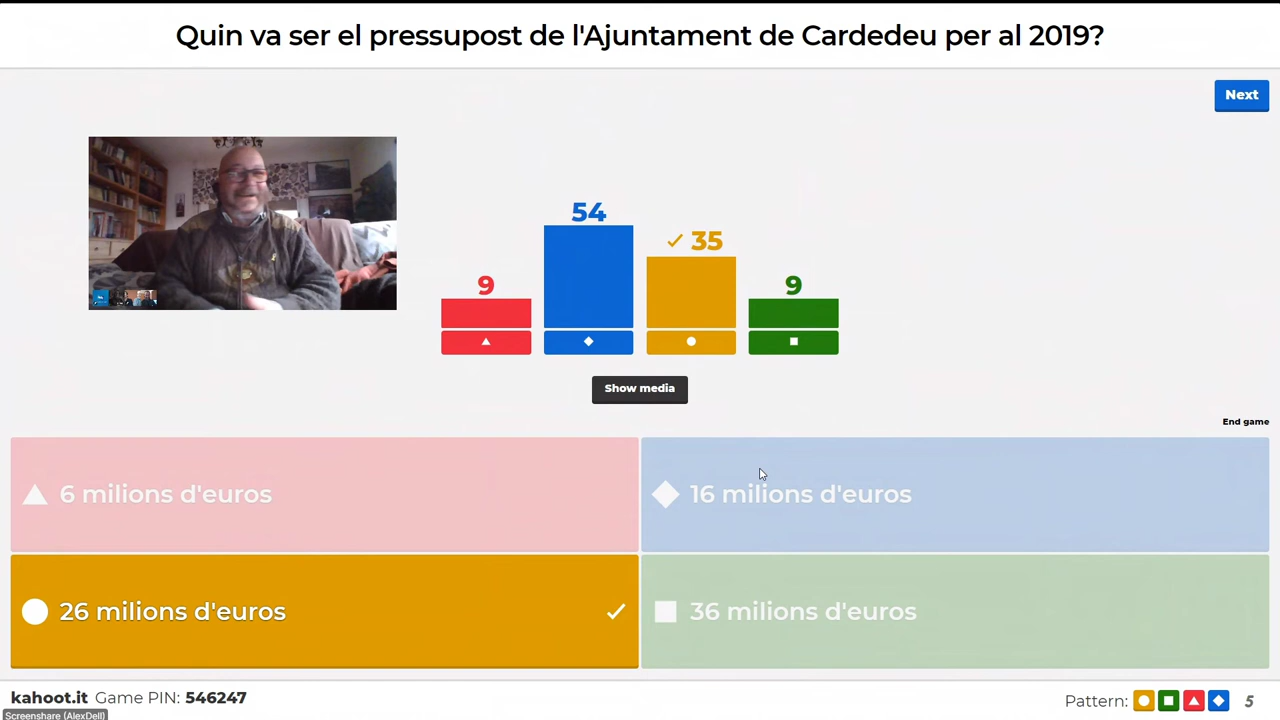 Quin va ser el pressupost de l'Ajuntament de Cardedeu per al 2019?
Next
54
35
9
9
Show media
End game
6 milions d'euros
16 milions d'euros
26 milions d'euros
36 milions d'euros
kahoot.it Game PIN: 546247
Pattern:
5
Screenshare (AlexDell)